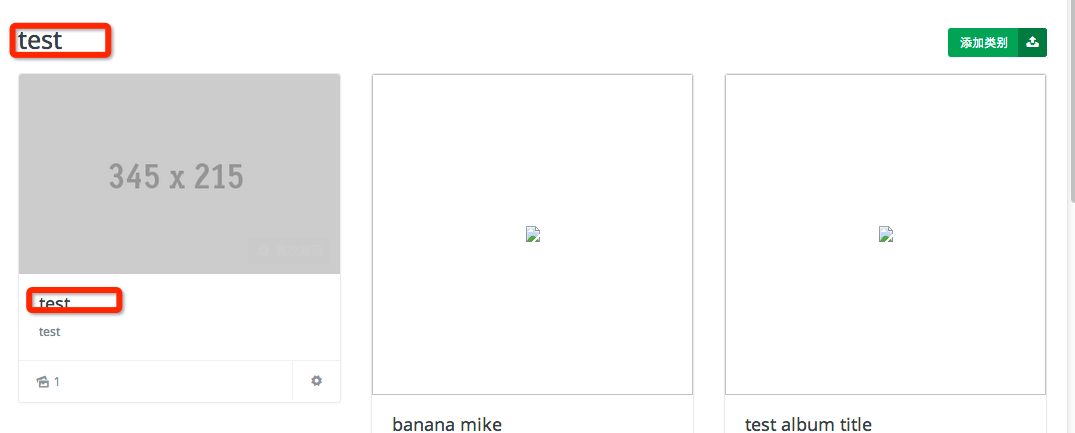 test
添加类别
345 x 215
test
test
1
banana mike
test album title